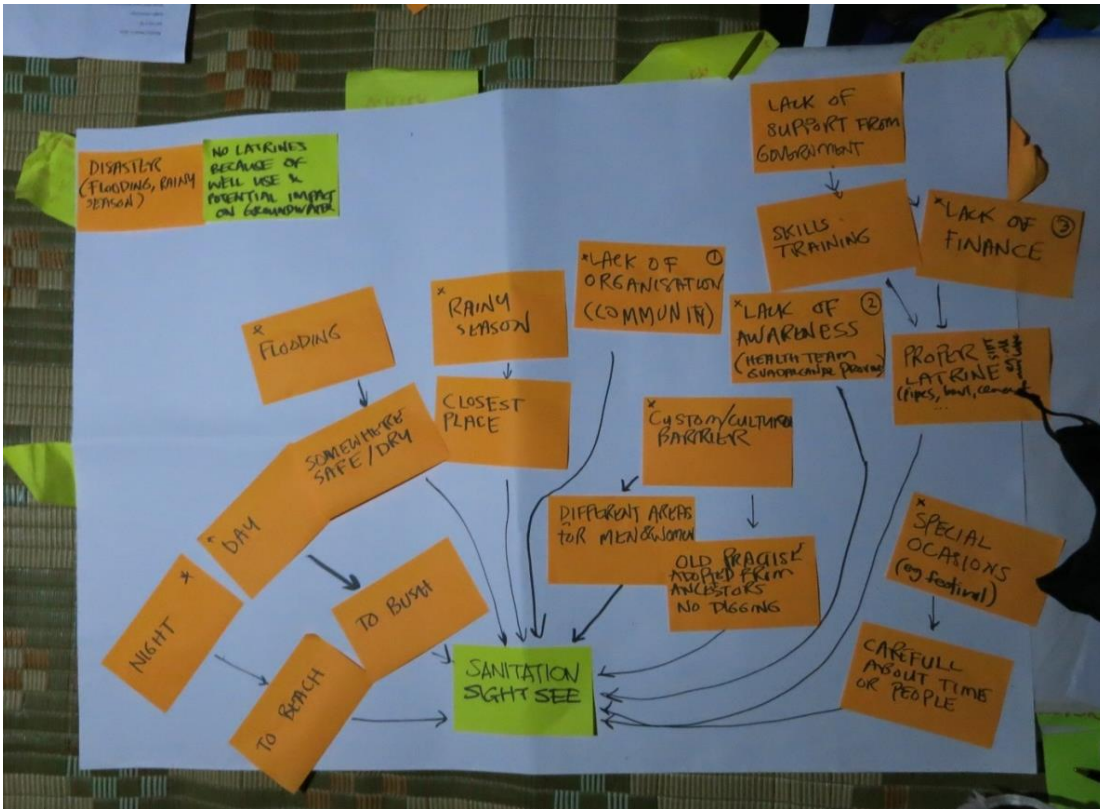 DISASTER
(FLOODING, RAINY
SEASON)
NO LATRINES
BECAUSE OF
WELL USE &
POTENTIAL IMPACT
ON GROUNDWATER
LACK OF
SUPPORT FROM
GOVERNMENT
SKILLS
TRAINING
*LACK OF ③
FINANCE
*LACK OF ①
ORGANISATION
(COMMUNITY)
*LACK OF ②
AWARENESS
(HEALTH TEAM
PROPER
LATRINE
(pipes, bowl, cement
...
*RAINY
SEASON
CLOSEST
PLACE
*FLOODING
SOMEWHERE
SAFE/DRY
*DAY
*NIGHT
TO BUSH
TO BEACH
*CUSTOM/CULTURE
BARRIER
DIFFERENT AREAS
FOR MEN & WOMEN
OLD PRACTISE
ADOPTED FROM
ANCESTORS
NO DIGGING
*SPECIAL
OCASIONS
(eg festival)
CAREFULL
ABOUT TIME
OR PEOPLE
SANITATION
SIGHT SEE